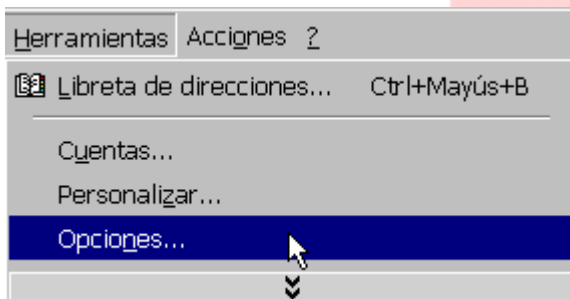 Herramientas Acciones ?
Libreta de direcciones... Ctrl+Mayús+B
Cuentas...
Personalizar...
Opciones...